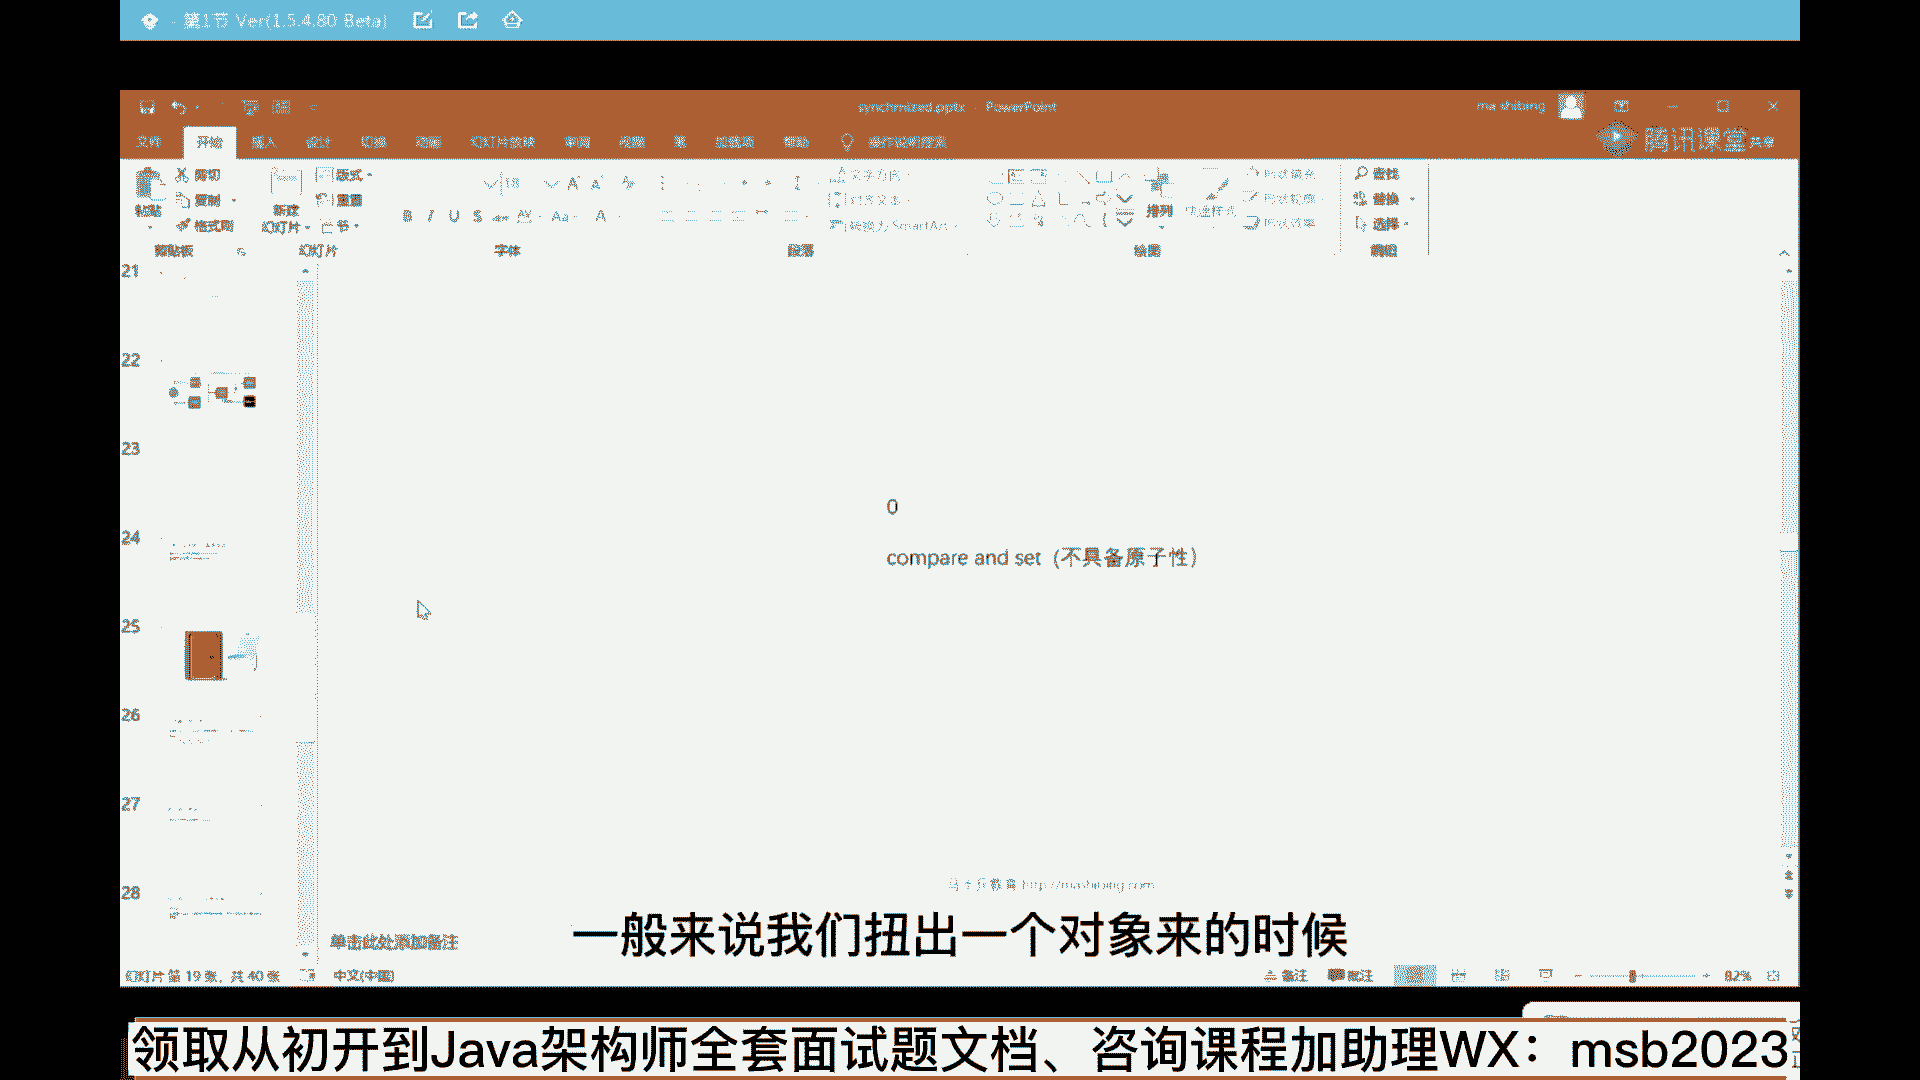 - 第1节 Ver(1.5.4.80 Beta)
synchronized.pptx - PowerPoint
ma shibing
文件 开始 插入 设计 切换 动画 幻灯片放映 审阅 视图 帮助 操作说明搜索
腾讯课堂 共享
剪切
复制
格式刷
粘贴
剪贴板
新建
幻灯片
版式
重置
节
幻灯片
18
B I U S
AV Aa A
字体
段落
文字方向
对齐文本
转换为 SmartArt
排列
快速样式
形状填充
形状轮廓
形状效果
绘图
查找
替换
选择
编辑
21
22
23
24
25
26
27
28
0
compare and set（不具备原子性）
马士兵教育 http://mashibing.com
单击此处添加备注
一般来说我们扭出一个对象来的时候
幻灯片 第 19 张，共 40 张 中文(中国)
备注 批注 82%
领取从初开到Java架构师全套面试题文档、咨询课程加助理WX：msb2023